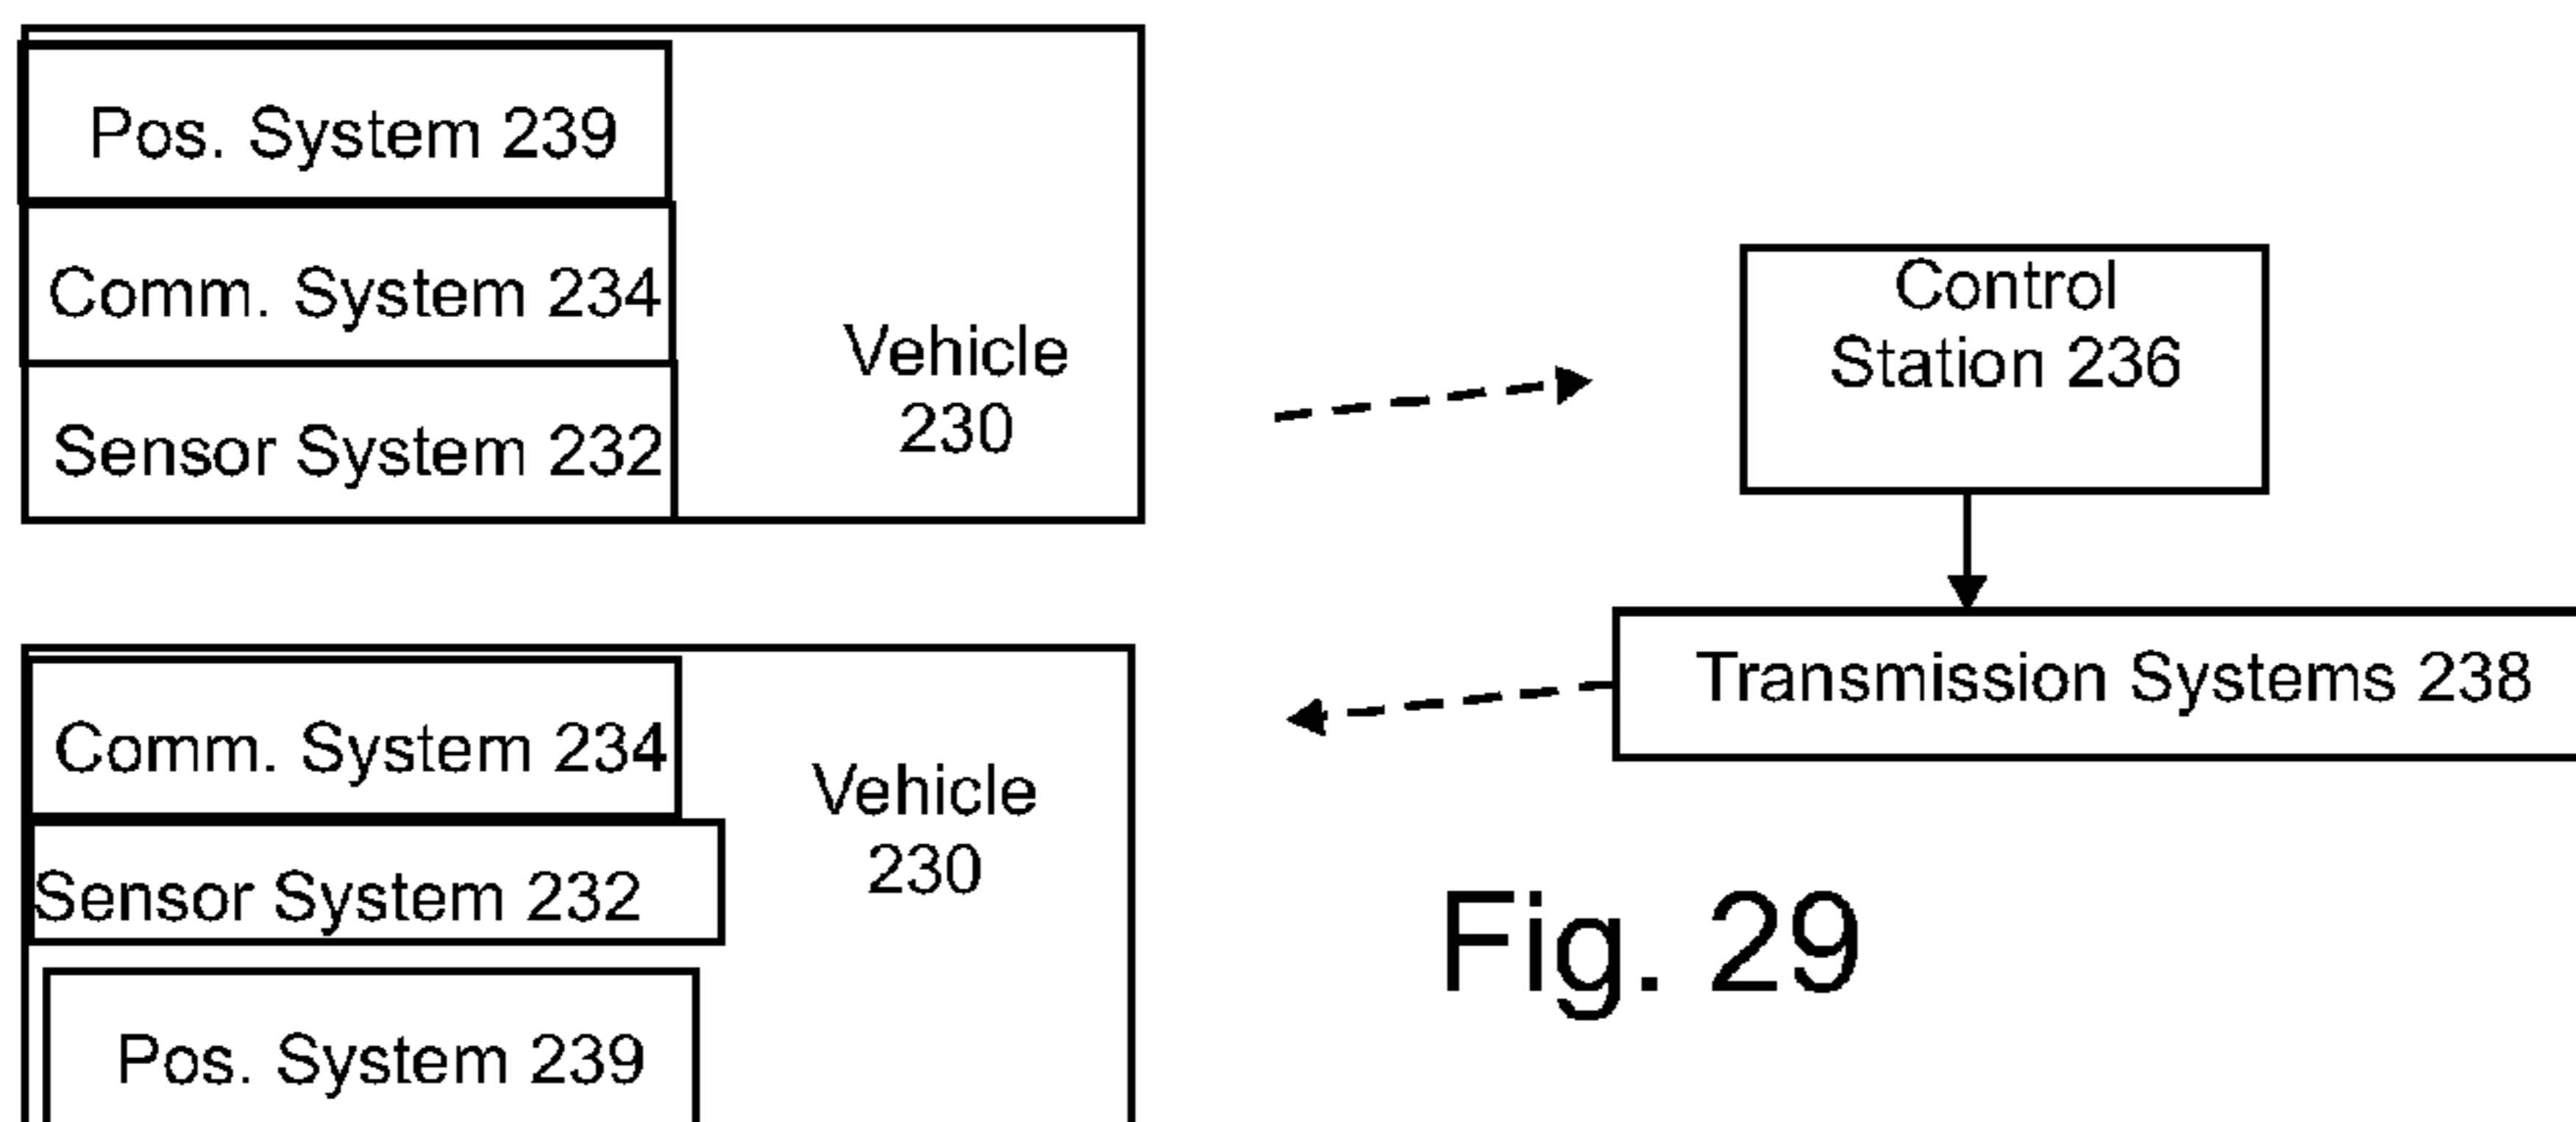 Pos. System 239
Comm. System 234
Sensor System 232
Vehicle
230
Control
Station 236
Transmission Systems 238
Comm. System 234
Sensor System 232
Pos. System 239
Vehicle
230
Fig. 29